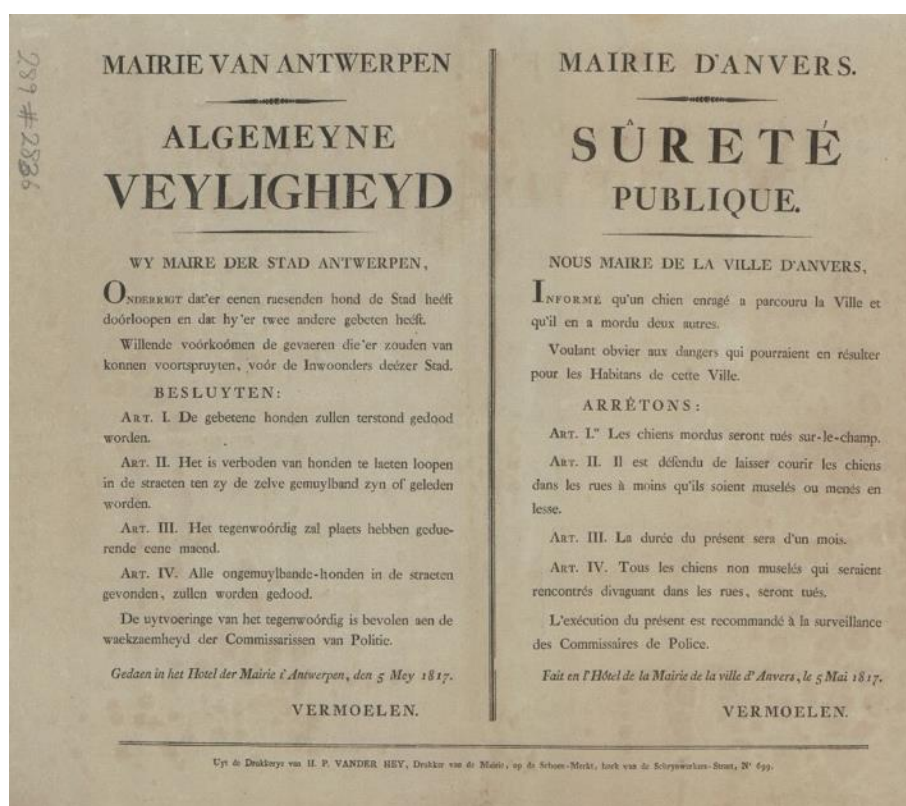 289 #2836
MAIRIE VAN ANTWERPEN
ALGEMEYNE
VEYLIGHEYD
WY MAIRE DER STAD ANTWERPEN,
ONDERRIGT dat'er eenen raesenden hond de Stad heéft
doórloopen en dat hy'er twee andere gebeten heéft.
Willende voórkoómen de gevaeren die'er zouden van
konnen voortspruyten, voór de Inwoonders deézer Stad.
BESLUYTEN:
ART. I. De gebetene honden zullen terstond gedood
worden.
ART. II. Het is verboden van honden te laeten loopen
in de straeten ten zy de zelve gemuylband zyn of geleden
worden.
ART. III. Het tegenwoórdig zal plaets hebben gedue-
rende eene maend.
ART. IV. Alle ongemuylbande-honden in de straeten
gevonden, zullen worden gedood.
De uytvoeringe van het tegenwoórdig is bevolen aen de
waekzaemheyd der Commissarissen van Politie.
Gedaen in het Hotel der Mairie t'Antwerpen, den 5 Mey 1817.
VERMOELEN.
MAIRIE D'ANVERS.
SÛRETÉ
PUBLIQUE.
NOUS MAIRE DE LA VILLE D'ANVERS,
INFORMÉ qu'un chien enragé a parcouru la Ville et
qu'il en a mordu deux autres.
Voulant obvier aux dangers qui pourraient en résulter
pour les Habitans de cette Ville.
ARRÊTONS:
ART. I.er Les chiens mordus seront tués sur-le-champ.
ART. II. Il est défendu de laisser courir les chiens
dans les rues à moins qu'ils soient muselés ou menés en
lesse.
ART. III. La durée du présent sera d'un mois.
ART. IV. Tous les chiens non muselés qui seraient
rencontrés divaguant dans les rues, seront tués.
L'exécution du présent est recommandé à la surveillance
des Commissaires de Police.
Fait en l'Hôtel de la Mairie de la ville d'Anvers, le 5 Mai 1817.
VERMOELEN.
Uyt de Drukkerye van H. P. VANDER HEY, Drukker van de Mairie, op de Schoen-Merkt, hoek van de Schrynwerkers-Straet, N° 699.